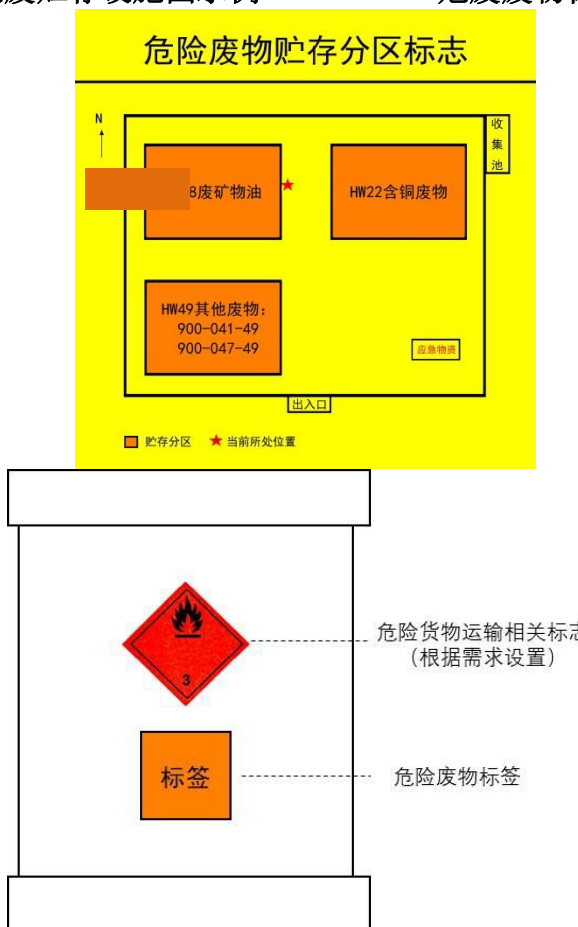 危险废物贮存分区标志
N
收
集
池
8废矿物油
HW22含铜废物
HW49其他废物：
900-041-49
900-047-49
应急物资
出入口
贮存分区
当前所处位置
危险货物运输相关标志
（根据需求设置）
3
标签
危险废物标签